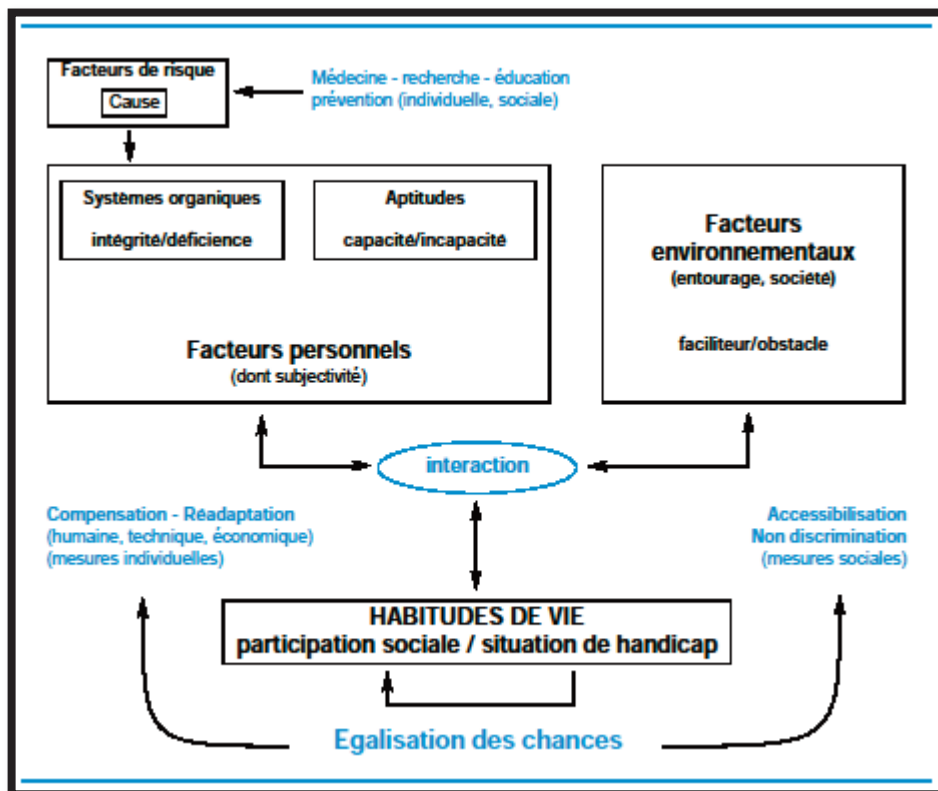 Facteurs de risque
Cause
Médecine - recherche - éducation
prévention (individuelle, sociale)
Systèmes organiques
intégrité/déficience
Aptitudes
capacité/incapacité
Facteurs personnels
(dont subjectivité)
Facteurs
environnementaux
(entourage, société)
faciliteur/obstacle
interaction
Compensation - Réadaptation
(humaine, technique, économique)
(mesures individuelles)
Accessibilisation
Non discrimination
(mesures sociales)
HABITUDES DE VIE
participation sociale / situation de handicap
Egalisation des chances